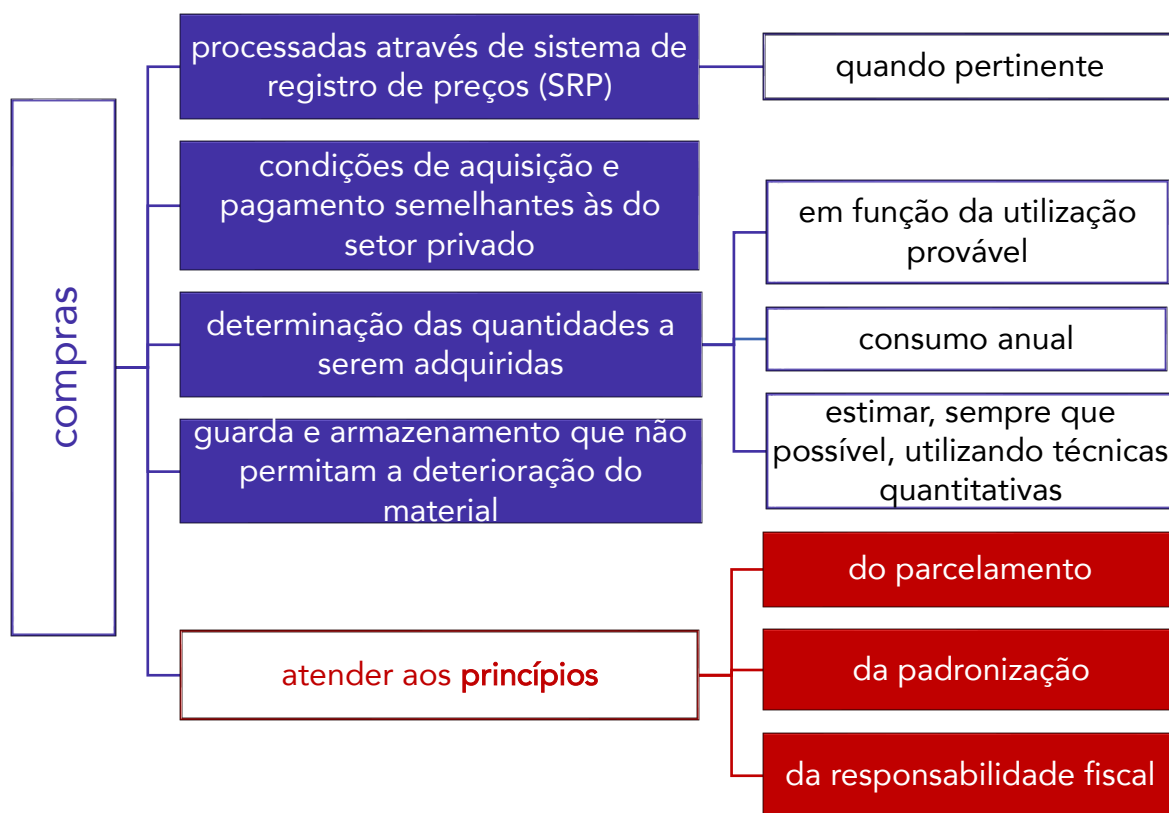 compras
processadas através de sistema de
registro de preços (SRP)
quando pertinente
condições de aquisição e
pagamento semelhantes às do
setor privado
determinação das quantidades a
serem adquiridas
em função da utilização
provável
consumo anual
estimar, sempre que
possível, utilizando técnicas
quantitativas
guarda e armazenamento que não
permitam a deterioração do
material
atender aos princípios
do parcelamento
da padronização
da responsabilidade fiscal